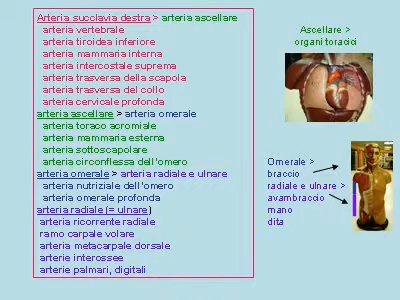 Arteria succlavia destra > arteria ascellare
arteria vertebrale
arteria tiroidea inferiore
arteria mammaria interna
arteria intercostale suprema
arteria trasversa della scapola
arteria trasversa del collo
arteria cervicale profonda
arteria ascellare > arteria omerale
arteria toraco acromiale
arteria mammaria esterna
arteria sottoscapolare
arteria circonflessa dell'omero
arteria omerale > arteria radiale e ulnare
arteria nutriziale dell'omero
arteria omerale profonda
arteria radiale (= ulnare)
arteria ricorrente radiale
ramo carpale volare
arteria metacarpale dorsale
arterie interossee
arterie palmari, digitali
Ascellare >
organi toracici
Omerale >
braccio
radiale e ulnare >
avambraccio
mano
dita